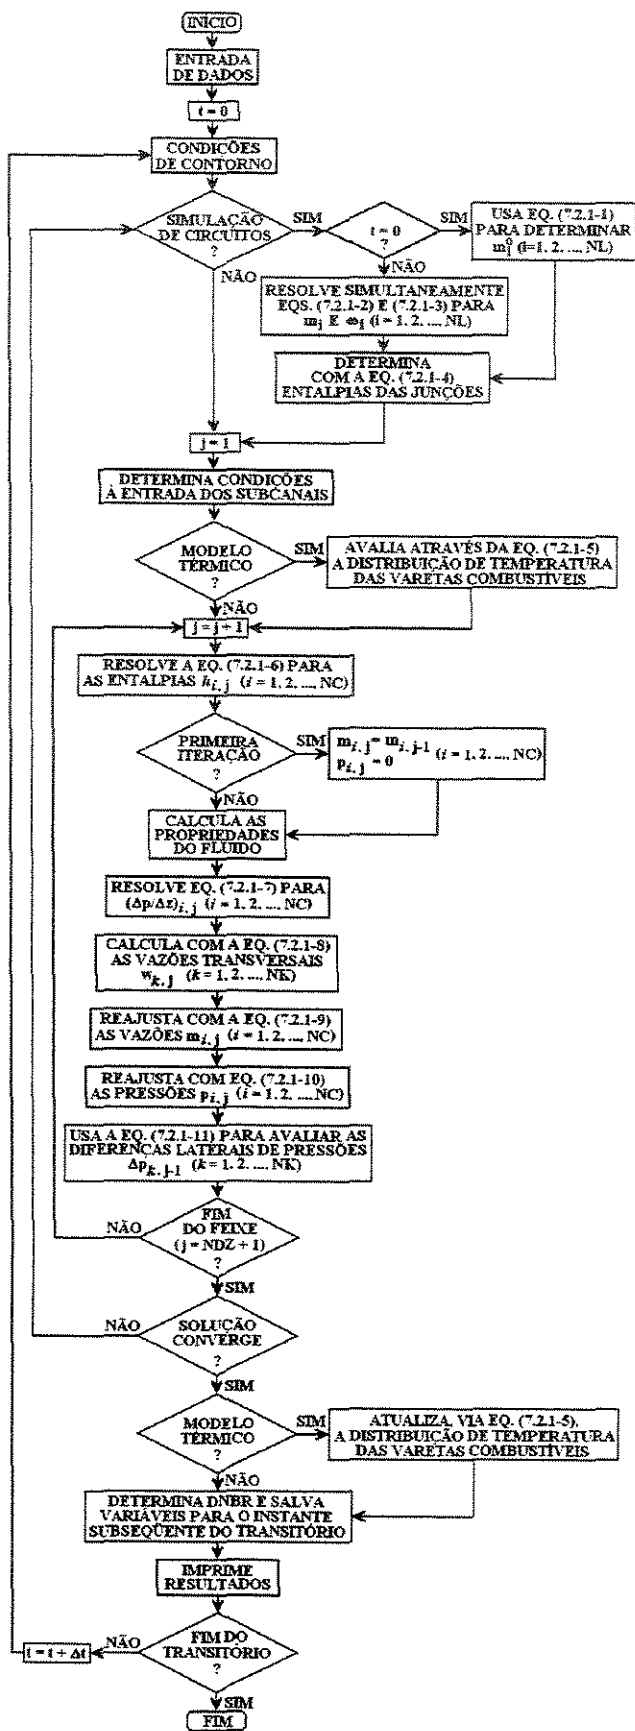 INÍCIO
ENTRADA
DE DADOS
t = 0
CONDIÇÕES
DE CONTORNO
SIMULAÇÃO
DE CIRCUITOS
?
SIM
t = 0
?
SIM
USA EQ. (7.2.1-1)
PARA DETERMINAR
(i=1, 2, ..., NL)
NÃO
NÃO
RESOLVE SIMULTANEAMENTE
EQS. (7.2.1-2) E (7.2.1-3) PARA
(i = 1, 2, ..., NL)
DETERMINA
COM A EQ. (7.2.1-4)
ENTALPIAS DAS JUNÇÕES
j = 1
DETERMINA CONDIÇÕES
À ENTRADA DOS SUBCANAIS
MODELO
TÉRMICO
?
SIM
AVALIA ATRAVÉS DA EQ. (7.2.1-5)
A DISTRIBUIÇÃO DE TEMPERATURA
DAS VARETAS COMBUSTÍVEIS
NÃO
j = j + 1
RESOLVE A EQ. (7.2.1-6) PARA
AS ENTALPIAS h i, j (i = 1, 2, ..., NC)
PRIMEIRA
ITERAÇÃO
?
SIM
m i, j = m i, j-1 (i = 1, 2, ..., NC)
p i, j = 0
NÃO
CALCULA AS
PROPRIEDADES
DO FLUIDO
RESOLVE EQ. (7.2.1-7) PARA
(Δp/Δz) i, j (i = 1, 2, ..., NC)
CALCULA COM A EQ. (7.2.1-8)
AS VAZÕES TRANSVERSAIS
w k, j (k = 1, 2, ..., NK)
REAJUSTA COM A EQ. (7.2.1-9)
AS VAZÕES m i, j (i = 1, 2, ..., NC)
REAJUSTA COM EQ. (7.2.1-10)
AS PRESSÕES p i, j (i = 1, 2, ..., NC)
USA A EQ. (7.2.1-11) PARA AVALIAR AS
DIFERENÇAS LATERAIS DE PRESSÕES
Δp k, j-1 (k = 1, 2, ..., NK)
NÃO
FIM
DO FEIXE
(j = NDZ + 1)
?
SIM
NÃO
SOLUÇÃO
CONVERGE
?
SIM
MODELO
TÉRMICO
?
SIM
ATUALIZA, VIA EQ. (7.2.1-5),
A DISTRIBUIÇÃO DE TEMPERATURA
DAS VARETAS COMBUSTÍVEIS
NÃO
DETERMINA DNBR E SALVA
VARIÁVEIS PARA O INSTANTE
SUBSEQÜENTE DO TRANSITÓRIO
IMPRIME
RESULTADOS
t = t + Δt
NÃO
FIM DO
TRANSITÓRIO
?
SIM
FIM